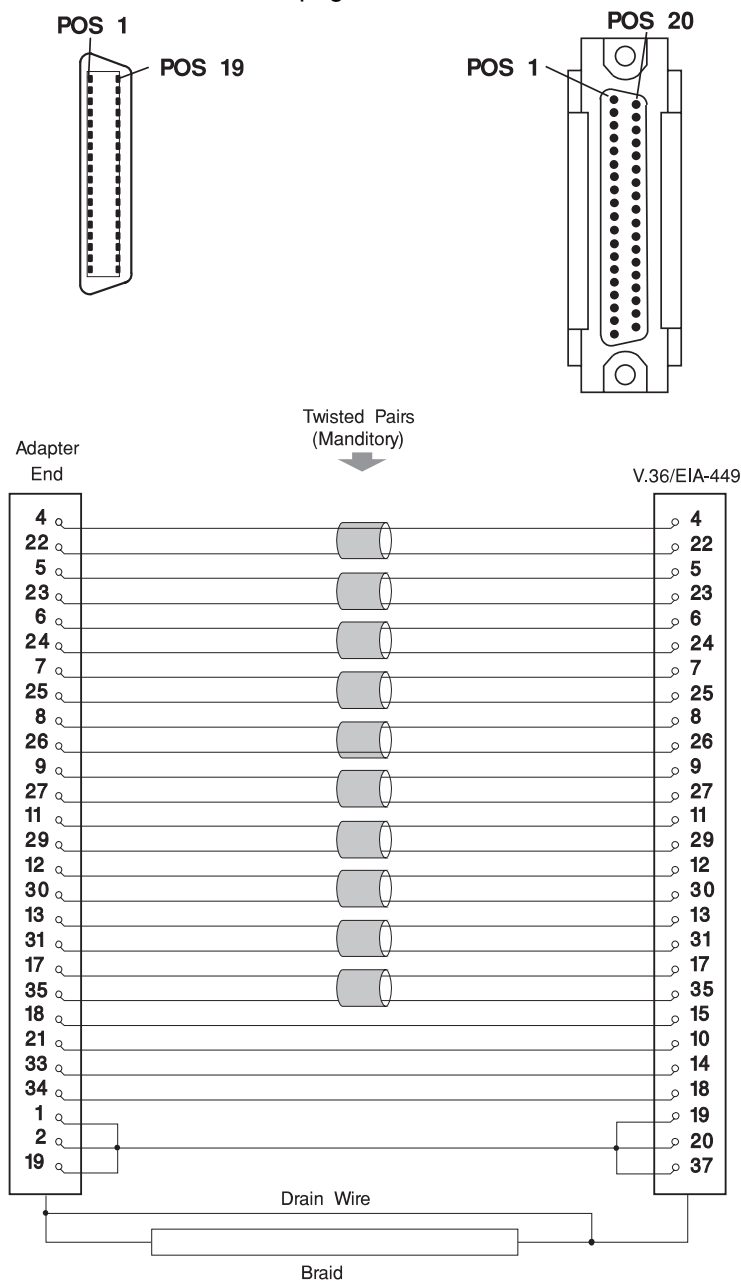 POS 1
POS 19
POS 20
POS 1
Twisted Pairs
(Manditory)
Adapter
End
V.36/EIA-449
4 4
22 22
5 5
23 23
6 6
24 24
7 7
25 25
8 8
26 26
9 9
27 27
11 11
29 29
12 12
30 30
13 13
31 31
17 17
35 35
18 15
21 10
33 14
34 18
1 19
2 20
19 37
Drain Wire
Braid